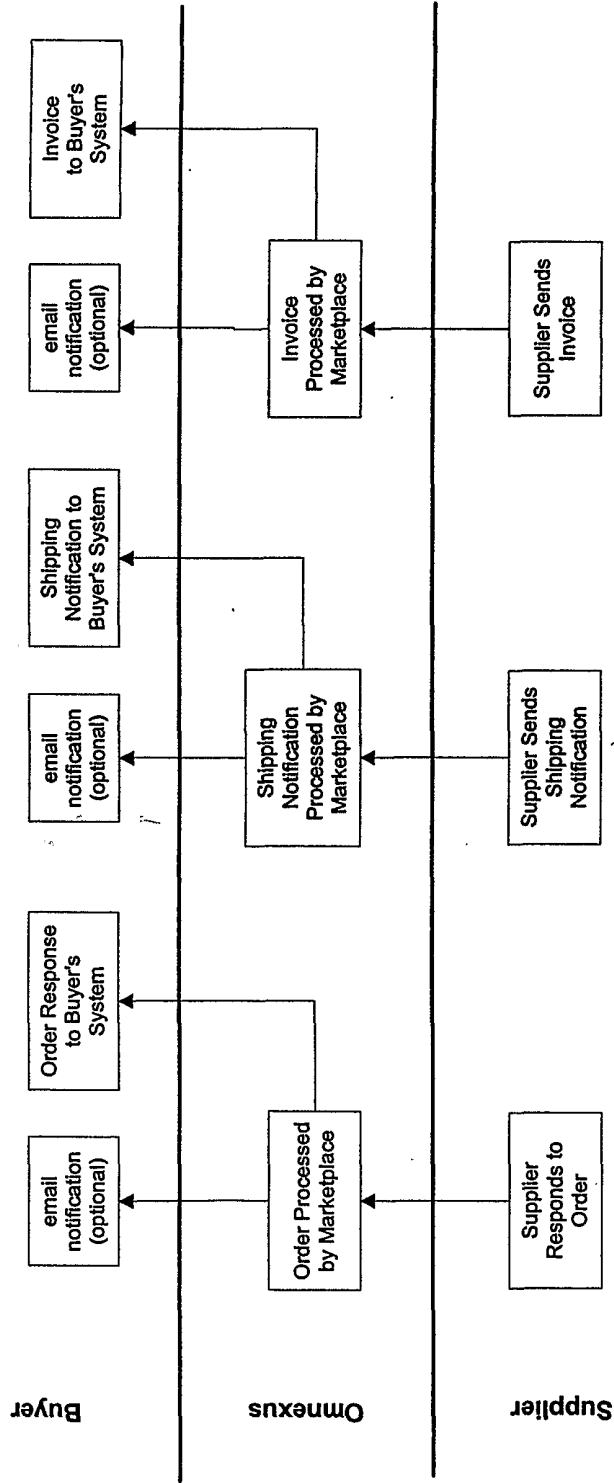 Buyer
email
notification
(optional)
Order Response
to Buyer's
System
email
notification
(optional)
Shipping
Notification to
Buyer's System
email
notification
(optional)
Invoice
to Buyer's
System
Omnexus
Order Processed
by Marketplace
Shipping
Notification
Processed by
Marketplace
Invoice
Processed by
Marketplace
Supplier
Supplier
Responds to
Order
Supplier Sends
Shipping
Notification
Supplier Sends
Invoice